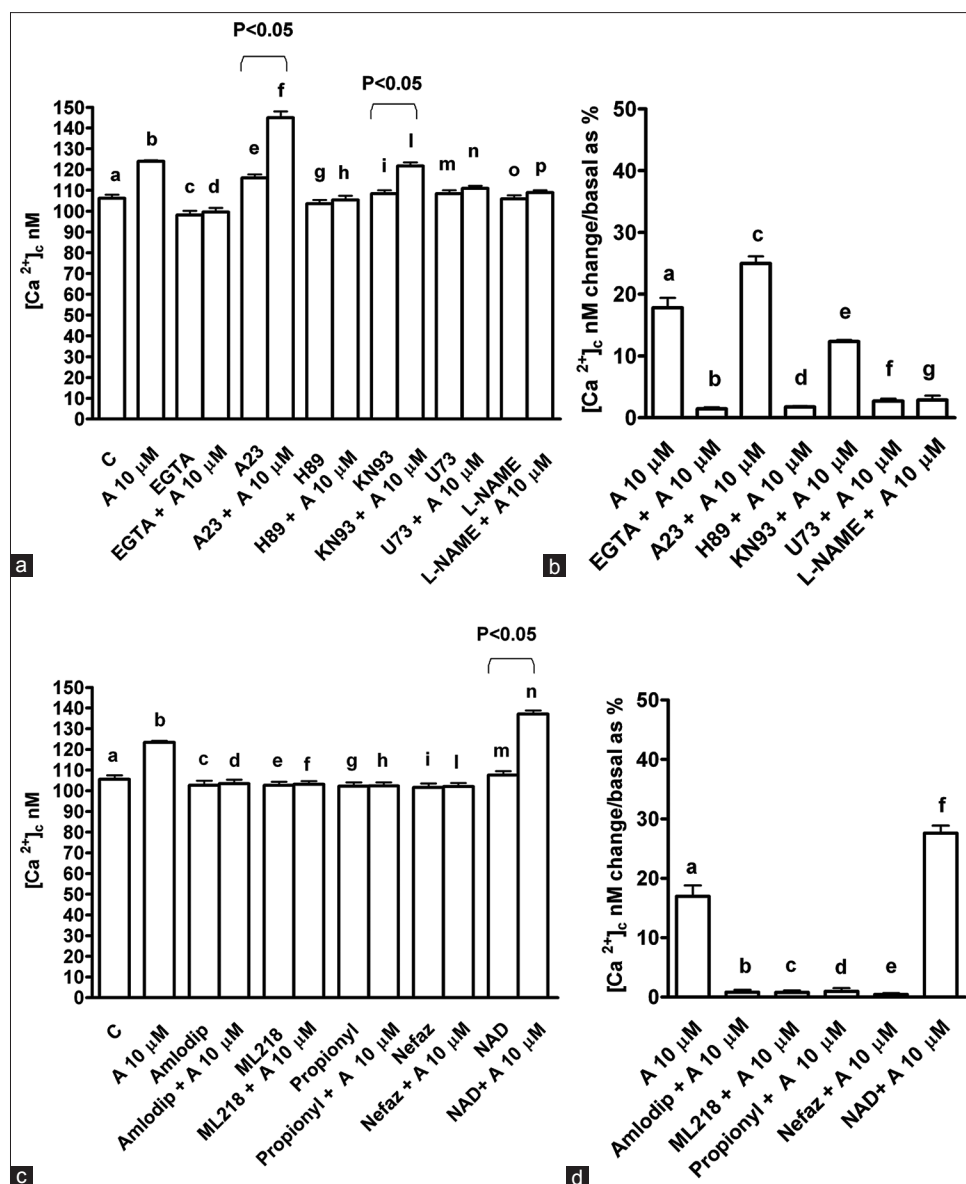 P<0.05
P<0.05
[Ca 2+]c nM
150
140
130
120
110
100
90
80
70
60
50
40
30
20
10
0
a
b
c
d
e
f
g
h
i
l
m
n
o
p
C
A 10 μM
EGTA
EGTA + A 10 μM
A23
A23 + A 10 μM
H89
H89 + A 10 μM
KN93
KN93 + A 10 μM
U73
U73 + A 10 μM
L-NAME
L-NAME + A 10 μM
a
[Ca 2+]c nM change/basal as %
50
40
30
20
10
0
a
b
c
d
e
f
g
A 10 μM
EGTA + A 10 μM
A23 + A 10 μM
H89 + A 10 μM
KN93 + A 10 μM
U73 + A 10 μM
L-NAME + A 10 μM
b
P<0.05
[Ca 2+]c nM
150
140
130
120
110
100
90
80
70
60
50
40
30
20
10
0
a
b
c
d
e
f
g
h
i
l
m
n
C
A 10 μM
Amlodip
Amlodip + A 10 μM
ML218
ML218 + A 10 μM
Propionyl
Propionyl + A 10 μM
Nefaz
Nefaz + A 10 μM
NAD
NAD+ A 10 μM
c
[Ca 2+]c nM change/basal as %
50
40
30
20
10
0
a
b
c
d
e
f
A 10 μM
Amlodip + A 10 μM
ML218 + A 10 μM
Propionyl + A 10 μM
Nefaz + A 10 μM
NAD+ A 10 μM
d